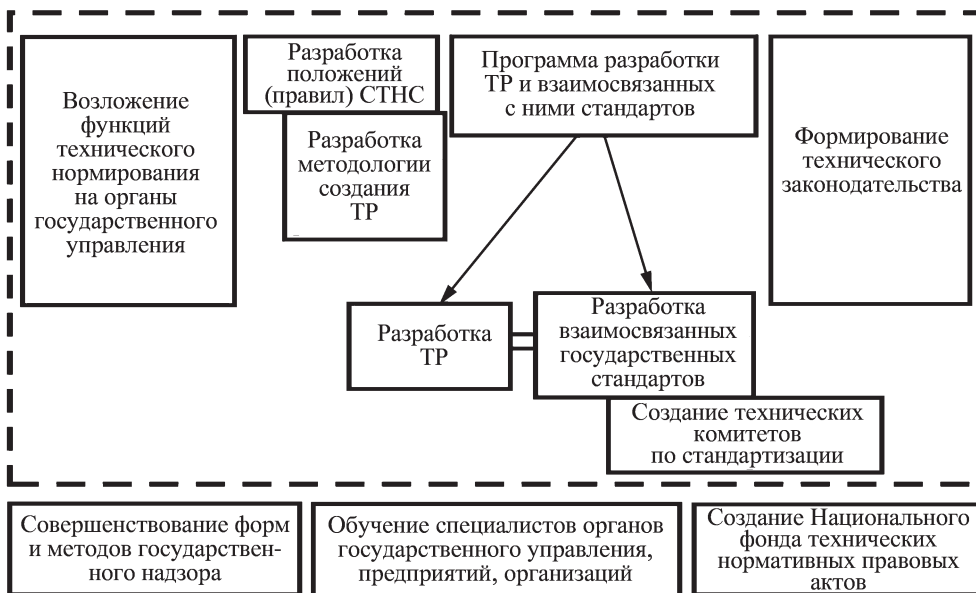 Возложение
функций
технического
нормирования
на органы
государственного
управления
Разработка
положений
(правил) СТНС
Разработка
методологии
создания
ТР
Программа разработки
ТР и взаимосвязанных
с ними стандартов
Формирование
технического
законодательства
Разработка
ТР
Разработка
взаимосвязанных
государственных
стандартов
Создание технических
комитетов
по стандартизации
Совершенствование форм
и методов государствен-
ного надзора
Обучение специалистов органов
государственного управления,
предприятий, организаций
Создание Национального
фонда технических
нормативных правовых
актов